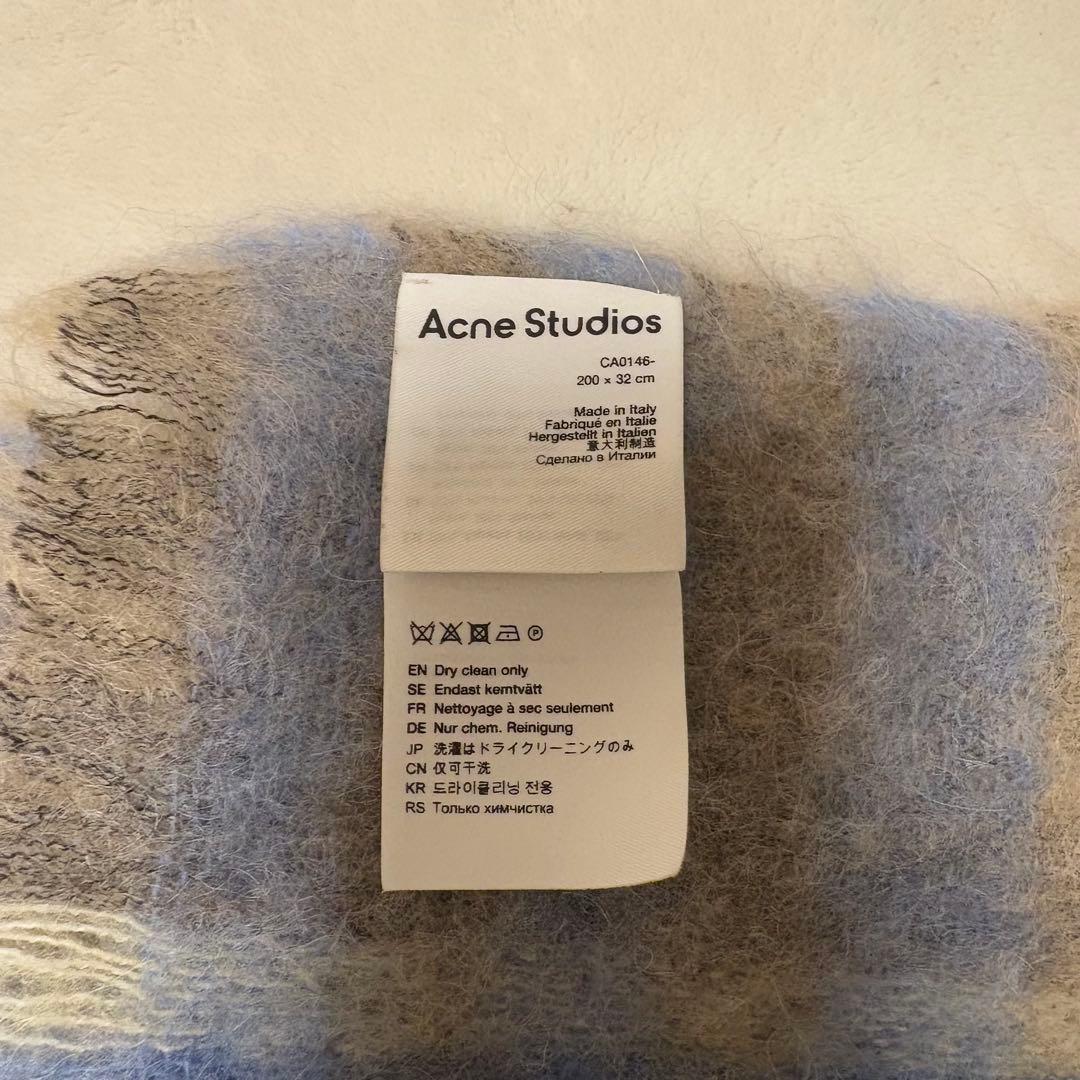 Acne Studios
CA0146-
200 × 32 cm
Made in Italy
Fabriqué en Italie
Hergestellt in Italien
意大利制造
Сделано в Италии
P
EN Dry clean only
SE Endast kemtvätt
FR Nettoyage à sec seulement
DE Nur chem. Reinigung
JP 洗濯はドライクリーニングのみ
CN 仅可干洗
KR 드라이클리닝 전용
RS Только химчистка